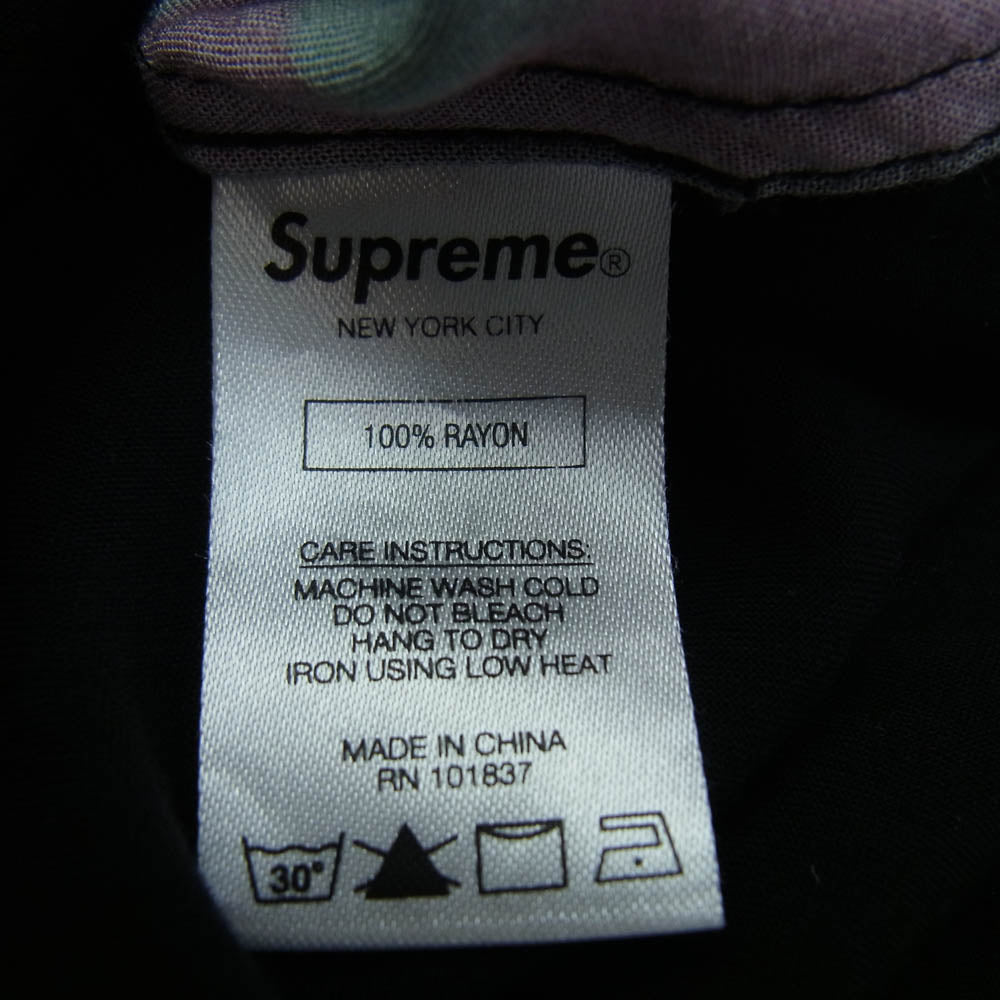 Supreme®
NEW YORK CITY
100% RAYON
CARE INSTRUCTIONS:
MACHINE WASH COLD
DO NOT BLEACH
HANG TO DRY
IRON USING LOW HEAT
MADE IN CHINA
RN 101837
30°